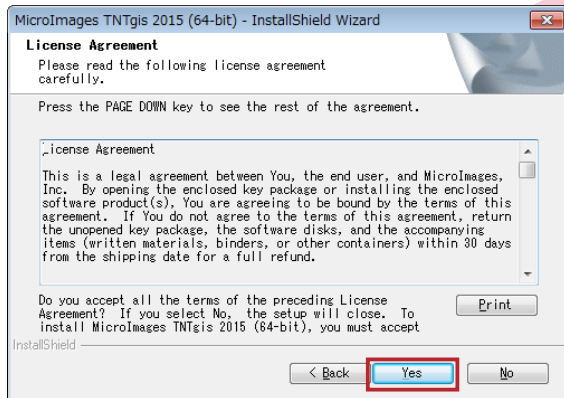 MicroImages TNTgis 2015 (64-bit) - InstallShield Wizard
License Agreement
Please read the following license agreement
carefully.
Press the PAGE DOWN key to see the rest of the agreement.
License Agreement
This is a legal agreement between You, the end user, and MicroImages,
Inc.  By opening the enclosed key package or installing the enclosed
software product(s), You are agreeing to be bound by the terms of this
agreement.  If You do not agree to the terms of this agreement, return
the unopened key package, the software disks, and the accompanying
items (written materials, binders, or other containers) within 30 days
from the shipping date for a full refund.
Do you accept all the terms of the preceding License
Agreement?  If you select No, the setup will close.  To
install MicroImages TNTgis 2015 (64-bit), you must accept
Print
InstallShield
< Back
Yes
No